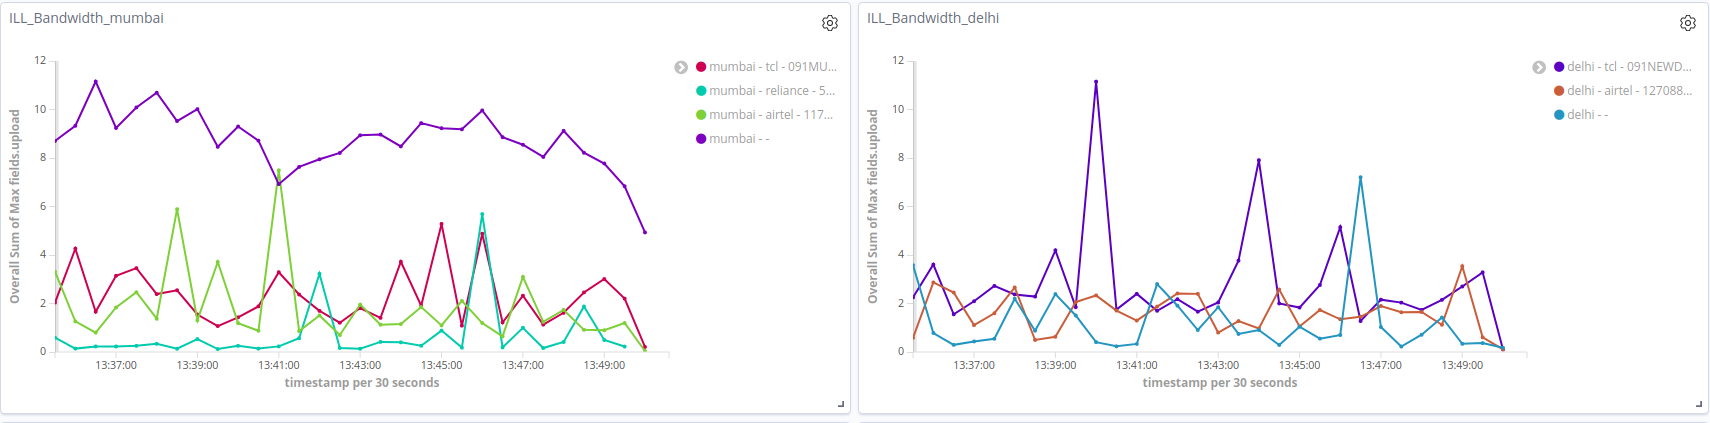 ILL_Bandwidth_mumbai
12
10
8
6
4
2
0
Overall Sum of Max fields.upload
13:37:00 13:39:00 13:41:00 13:43:00 13:45:00 13:47:00 13:49:00
timestamp per 30 seconds
mumbai - tcl - 091MU...
mumbai - reliance - 5...
mumbai - airtel - 117...
mumbai - -
ILL_Bandwidth_delhi
12
10
8
6
4
2
0
Overall Sum of Max fields.upload
13:37:00 13:39:00 13:41:00 13:43:00 13:45:00 13:47:00 13:49:00
timestamp per 30 seconds
delhi - tcl - 091NEWD...
delhi - airtel - 127088...
delhi - -